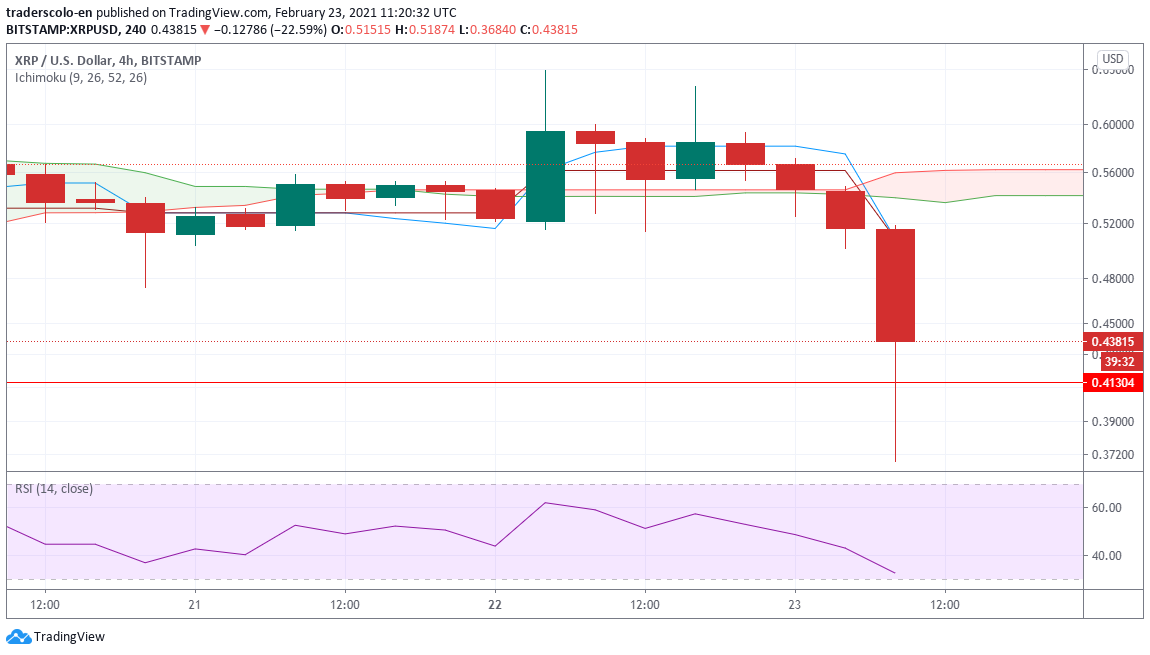 traderscolo-en published on TradingView.com, February 23, 2021 11:20:32 UTC
BITSTAMP:XRPUSD, 240 0.43815 ▼ −0.12786 (−22.59%) O:0.51515 H:0.51874 L:0.36840 C:0.43815
XRP / U.S. Dollar, 4h, BITSTAMP
Ichimoku (9, 26, 52, 26)
USD
0.60000
0.56000
0.52000
0.48000
0.45000
0.43815
39:32
0.41304
0.39000
0.37200
RSI (14, close)
60.00
40.00
12:00 21 12:00 22 12:00 23 12:00
TradingView